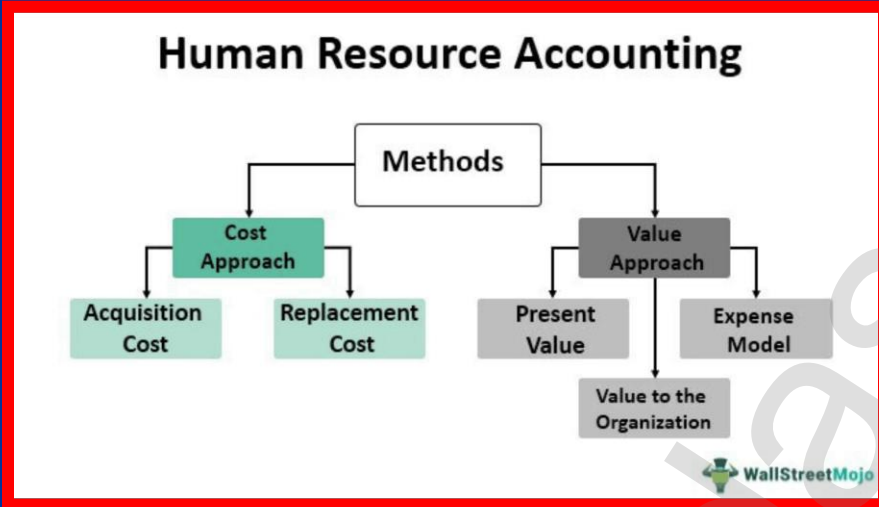 Human Resource Accounting
Methods
Cost
Approach
Value
Approach
Acquisition
Cost
Replacement
Cost
Present
Value
Expense
Model
Value to the
Organization
WallStreetMojo